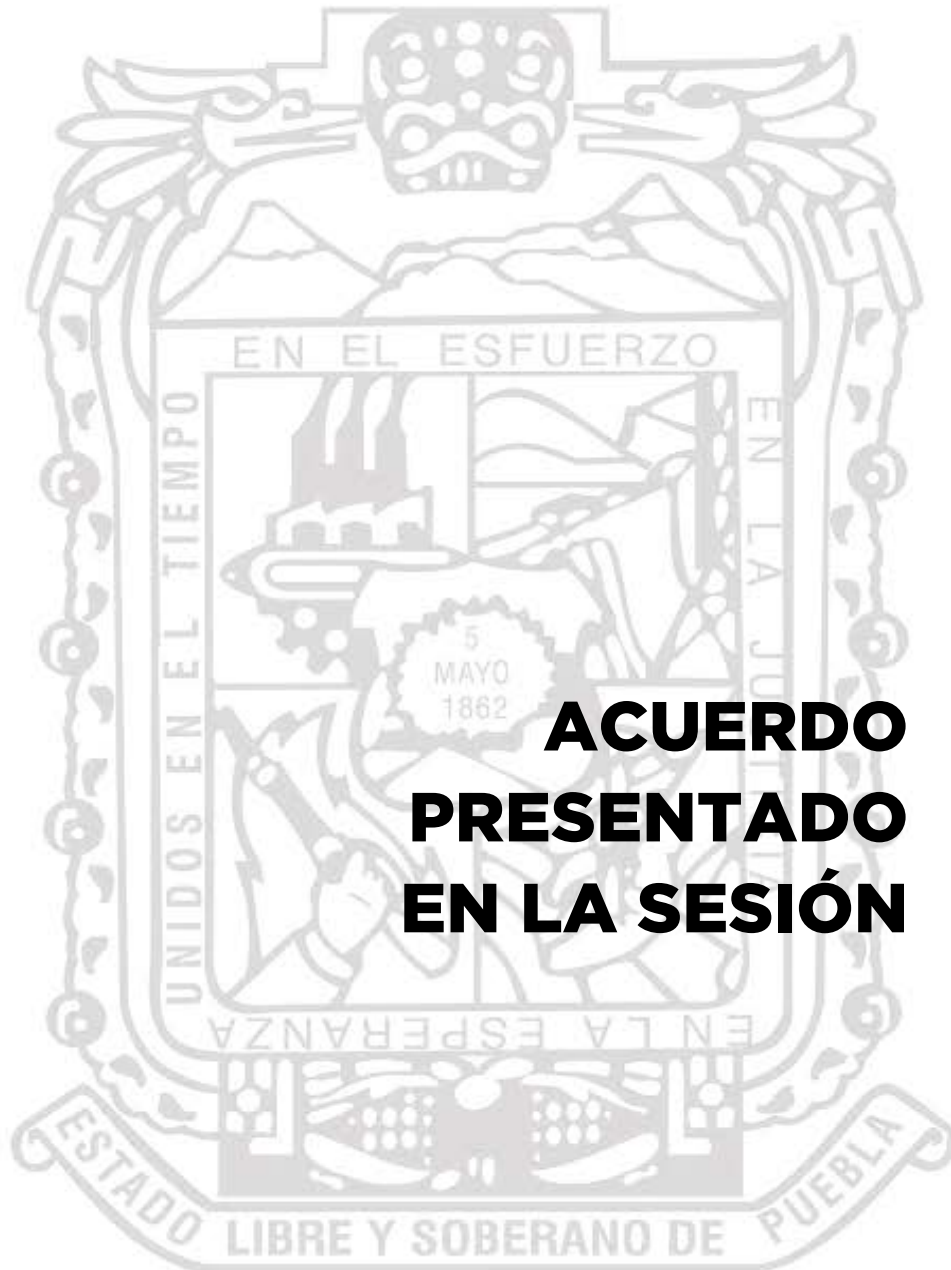 EN EL ESFUERZO
UNIDOS EN EL TIEMPO
EN LA
5
MAYO
1862
ACUERDO
PRESENTADO
EN LA SESIÓN
EN LA ESPERANZA
ESTADO LIBRE Y SOBERANO DE PUEBLA